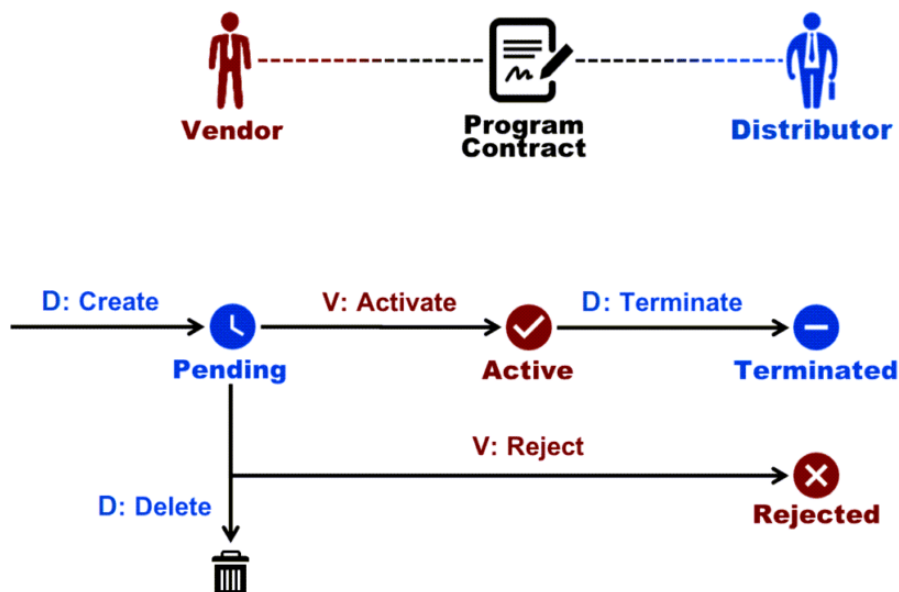 Vendor
Program
Contract
Distributor
D: Create
V: Activate
D: Terminate
Pending
Active
Terminated
V: Reject
D: Delete
Rejected